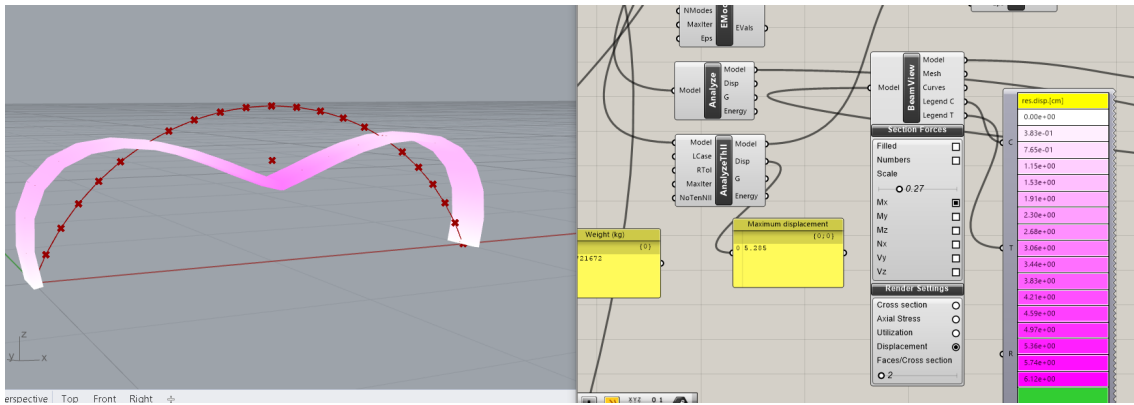 z
y
x
erspective
Top
Front
Right
NModes
MaxIter
Eps
EMod
EVals
Model
Analyze
Model
Disp
G
Energy
Model
LCase
RTol
MaxIter
NoTenNII
AnalyzeThII
Model
Disp
G
Energy
Weight (kg)
{0}
721672
Maximum displacement
{0;0}
0 5.285
Model
BeamView
Model
Mesh
Curves
Legend C
Legend T
Section Forces
Filled
Numbers
Scale
0.27
Mx
My
Mz
Nx
Vy
Vz
Render Settings
Cross section
Axial Stress
Utilization
Displacement
Faces/Cross section
2
C
T
R
res.disp.[cm]
0.00e+00
3.83e-01
7.65e-01
1.15e+00
1.53e+00
1.91e+00
2.30e+00
2.68e+00
3.06e+00
3.44e+00
3.83e+00
4.21e+00
4.59e+00
4.97e+00
5.36e+00
5.74e+00
6.12e+00
XYZ
0.1